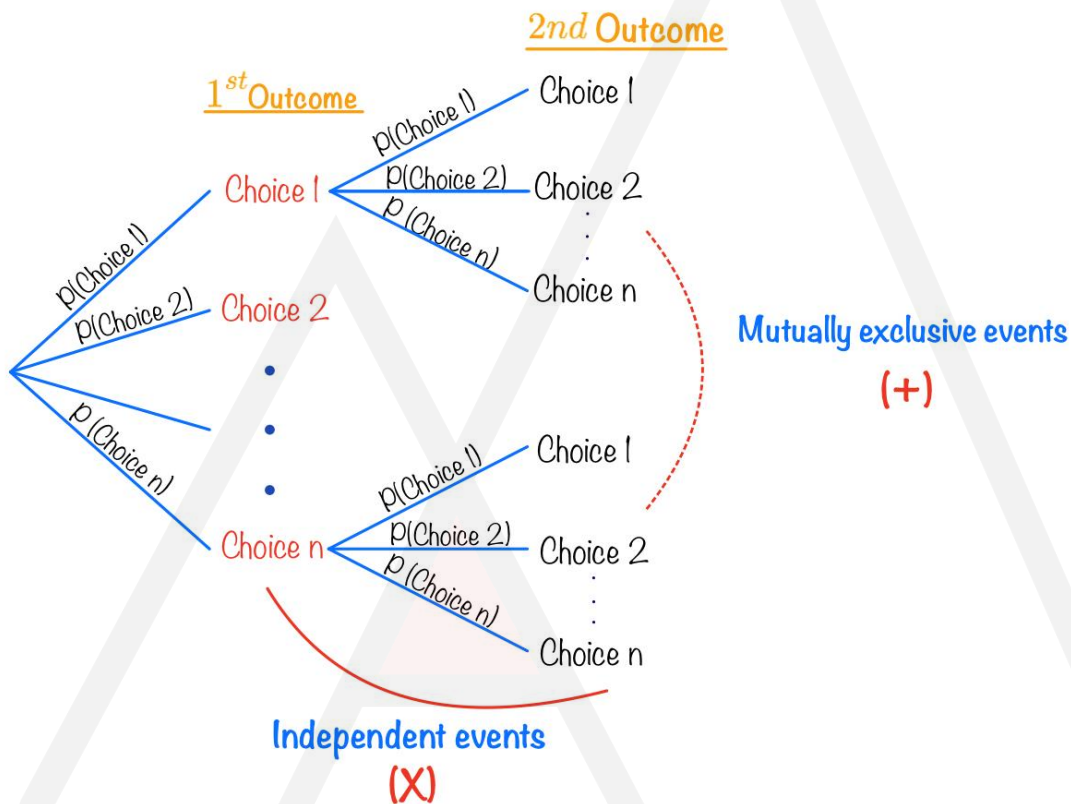 2nd Outcome
1st Outcome
p(Choice 1)
Choice 1
p(Choice 1)
Choice 1
p(Choice 2)
Choice 2
p (Choice n)
Choice n
p(Choice 2)
Choice 2
Mutually exclusive events
(+)
p (Choice n)
Choice n
p(Choice 1)
Choice 1
p(Choice 2)
Choice 2
p (Choice n)
Choice n
Independent events
(X)